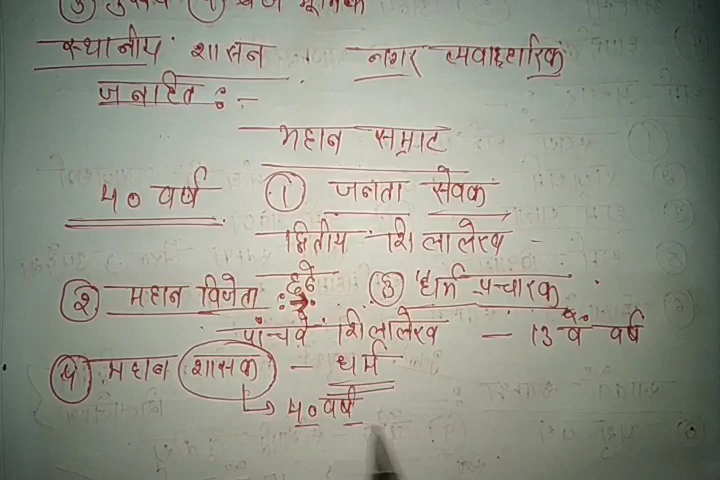 स्थानीय शासन नगर व्यवाहारिक
जनहित :-
महान सम्राट
४० वर्ष ① जनता सेवक
द्वितीय शिलालेख -
② महान विजेता : ③ धर्म प्रचारक
पांचवे शिलालेख - 13 वें वर्ष
④ महान शासक - धर्म
↳ ४० वर्ष